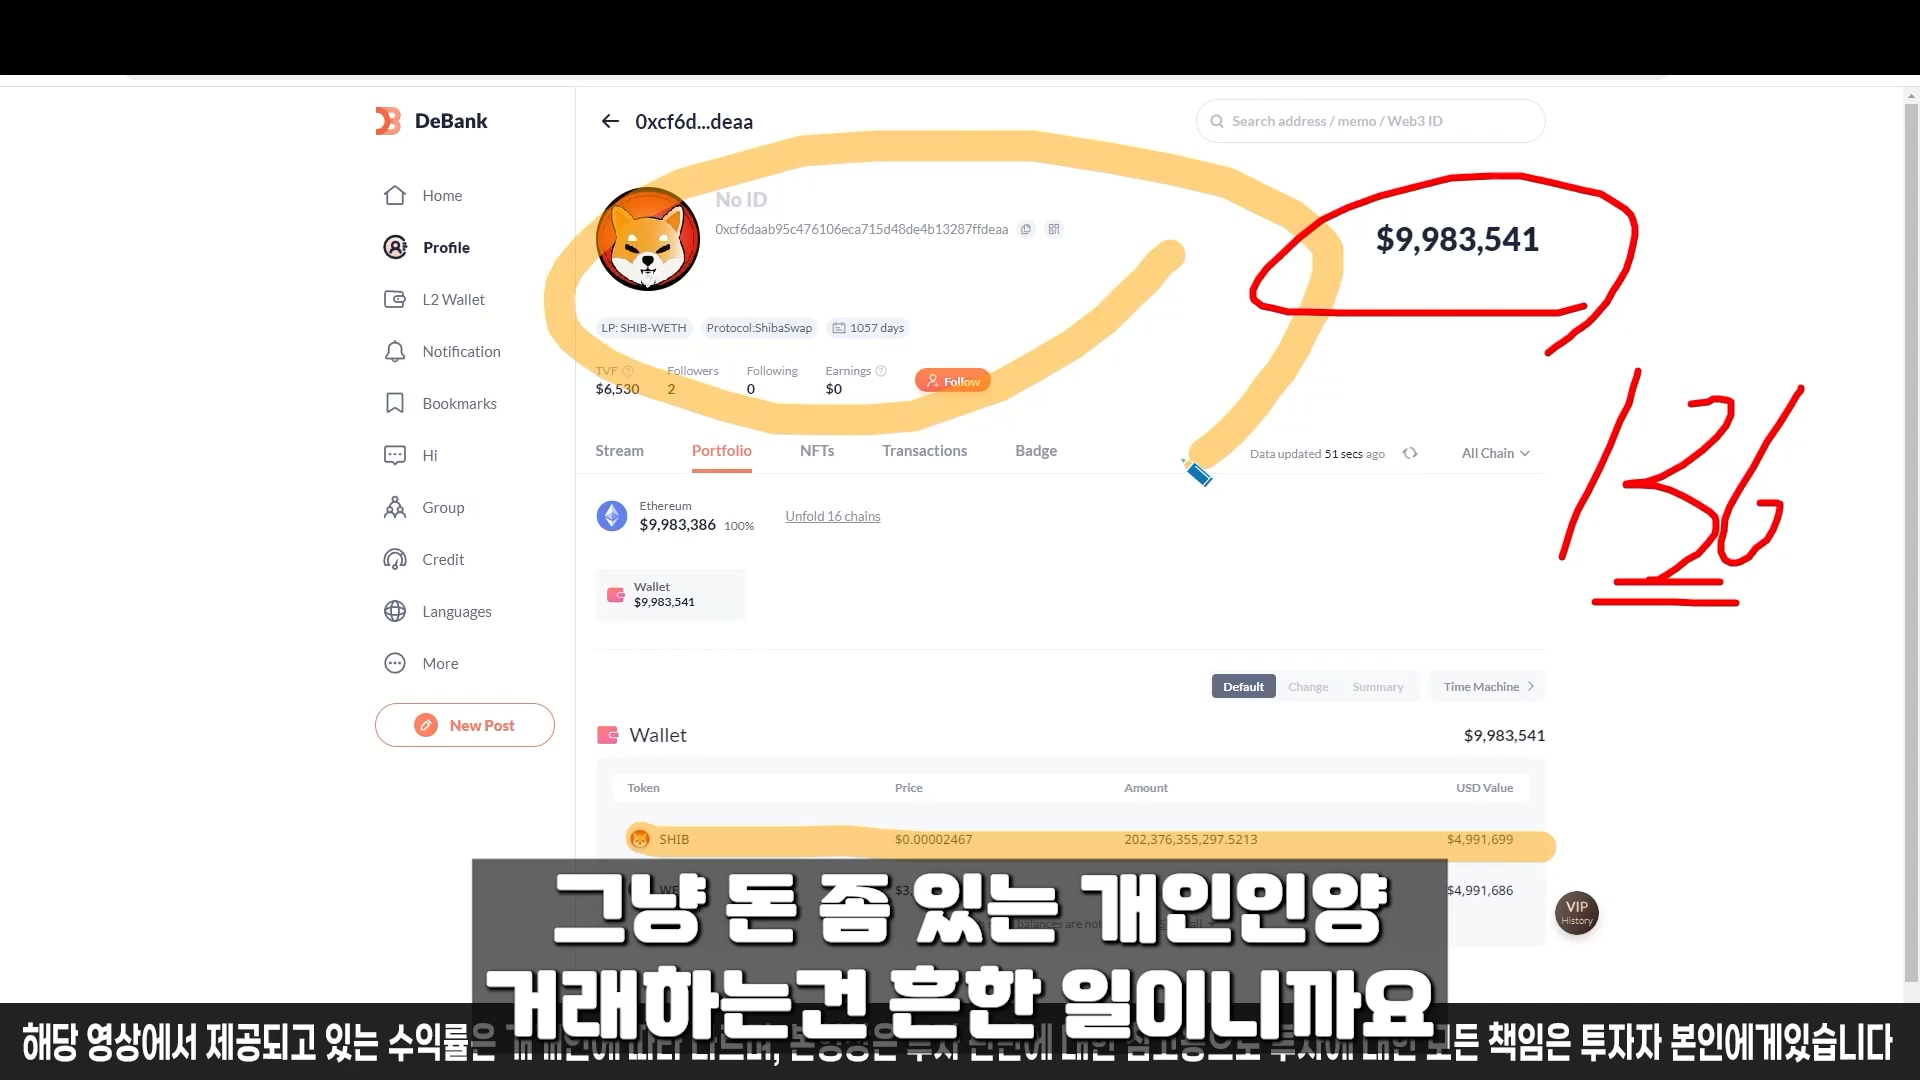 DeBank
0xcf6d...deaa
Search address / memo / Web3 ID
Home
Profile
L2 Wallet
Notification
Bookmarks
Hi
Group
Credit
Languages
More
New Post
No ID
0xcf6daab95c476106eca715d48de4b13287ffdeaa
$9,983,541
LP: SHIB-WETH Protocol:ShibaSwap 1057 days
TVF Followers Following Earnings
$6,530 2 0 $0
Follow
136
Stream Portfolio NFTs Transactions Badge
Data updated 51 secs ago
All Chain
Ethereum
$9,983,386 100%
Unfold 16 chains
Wallet
$9,983,541
Default Change Summary Time Machine
Wallet $9,983,541
Token Price Amount USD Value
SHIB $0.00002467 202,376,355,297.5213 $4,991,699
$4,991,686
VIP
History
그냥 돈 좀 있는 개인인양
거래하는건 흔한 일이니까요
해당 영상에서 제공되고 있는 수익률은 모든 책임은 투자자 본인에게있습니다